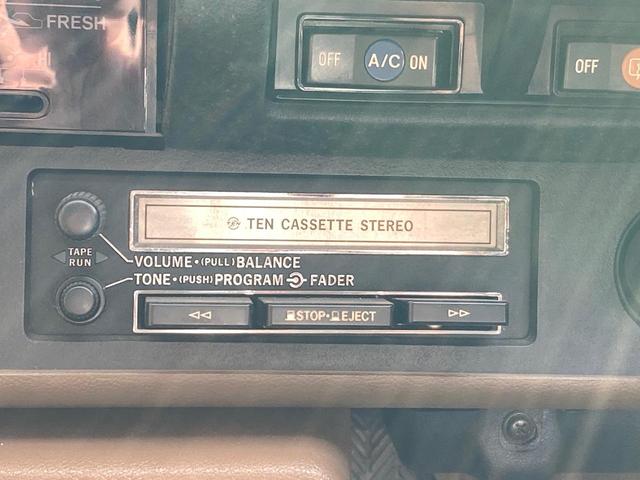 FRESH
OFF A/C ON
OFF
TEN CASSETTE STEREO
TAPE
RUN
VOLUME•(PULL) BALANCE
TONE•(PUSH) PROGRAM FADER
STOP•EJECT